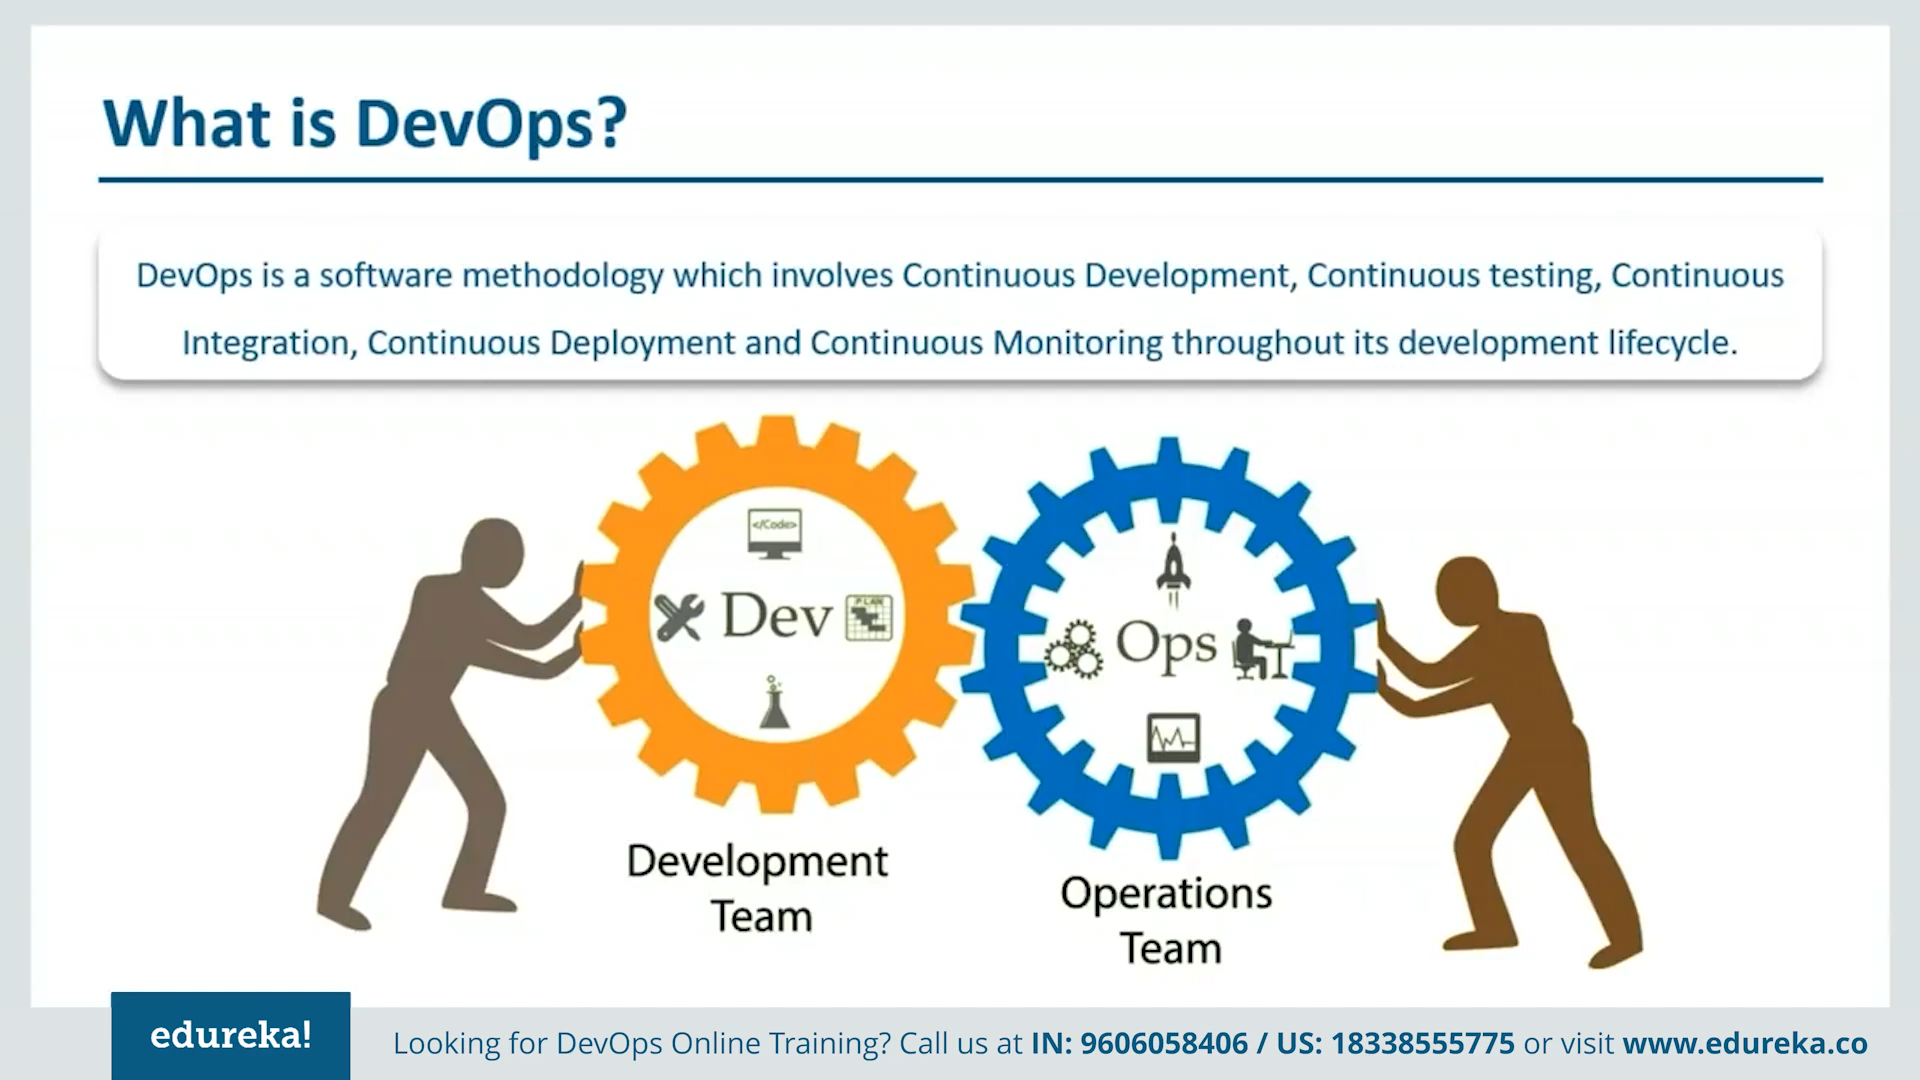 What is DevOps?
DevOps is a software methodology which involves Continuous Development, Continuous testing, Continuous
Integration, Continuous Deployment and Continuous Monitoring throughout its development lifecycle.
</Code>
Dev
PLAN
Ops
Development
Team
Operations
Team
edureka!
Looking for DevOps Online Training? Call us at IN: 9606058406 / US: 18338555775 or visit www.edureka.co